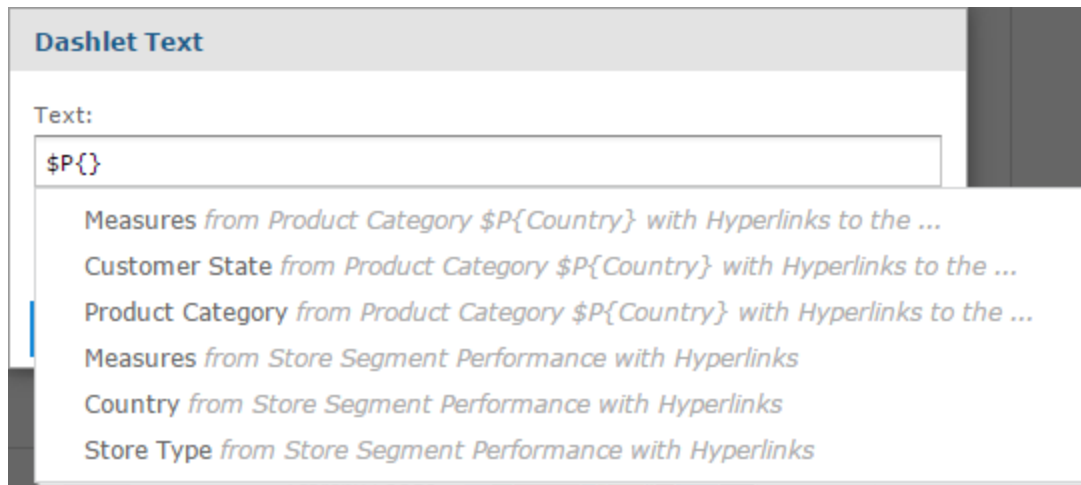 Dashlet Text
Text:
$P{}
Measures from Product Category $P{Country} with Hyperlinks to the ...
Customer State from Product Category $P{Country} with Hyperlinks to the ...
Product Category from Product Category $P{Country} with Hyperlinks to the ...
Measures from Store Segment Performance with Hyperlinks
Country from Store Segment Performance with Hyperlinks
Store Type from Store Segment Performance with Hyperlinks